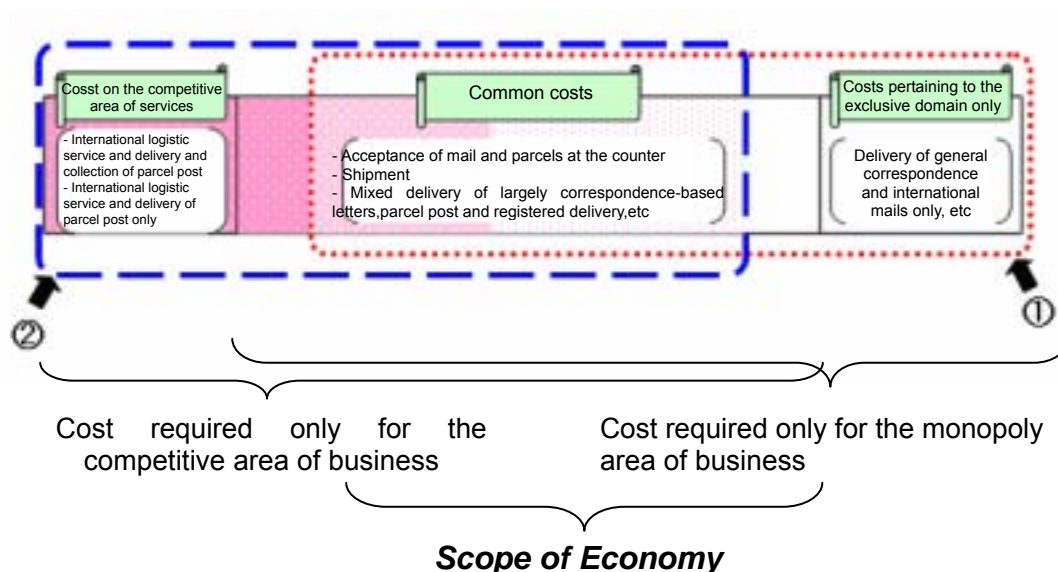 Cosst on the competitive
area of services
Common costs
Costs pertaining to the
exclusive domain only
- International logistic
service and delivery and
collection of parcel post
- International logistic
service and delivery of
parcel post only
- Acceptance of mail and parcels at the counter
- Shipment
- Mixed delivery of largely correspondence-based
letters,parcel post and registered delivery,etc
Delivery of general
correspondence
and international
mails only, etc
②
①
Cost required only for the
competitive area of business
Cost required only for the monopoly
area of business
Scope of Economy